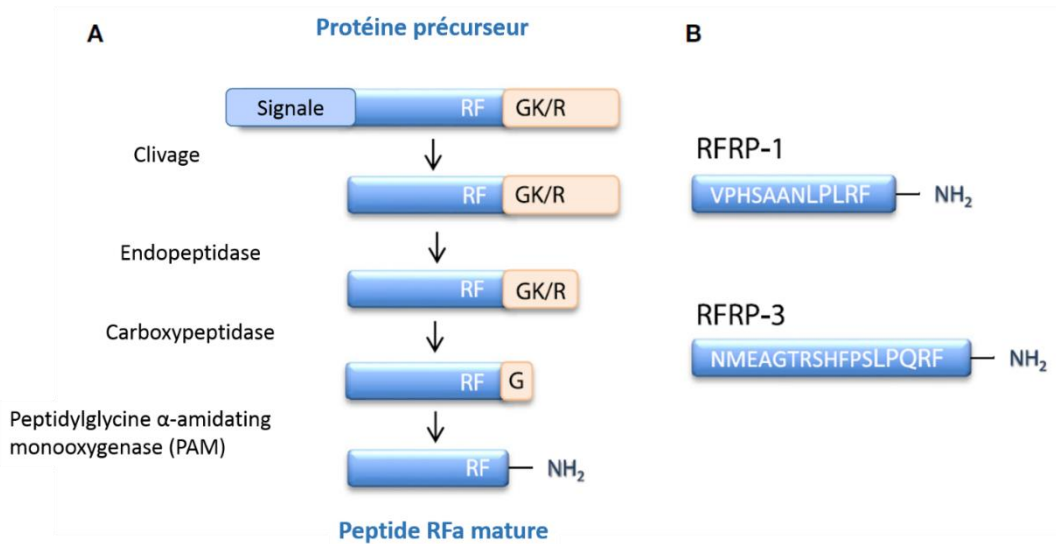 A
Protéine précurseur
Signale
RF
GK/R
Clivage
RF
GK/R
Endopeptidase
RF
GK/R
Carboxypeptidase
RF
G
Peptidylglycine α-amidating
monooxygenase (PAM)
RF
NH2
Peptide RFa mature
B
RFRP-1
VPHSAANLPLRF
NH2
RFRP-3
NMEAGTRSHFPSLPQRF
NH2